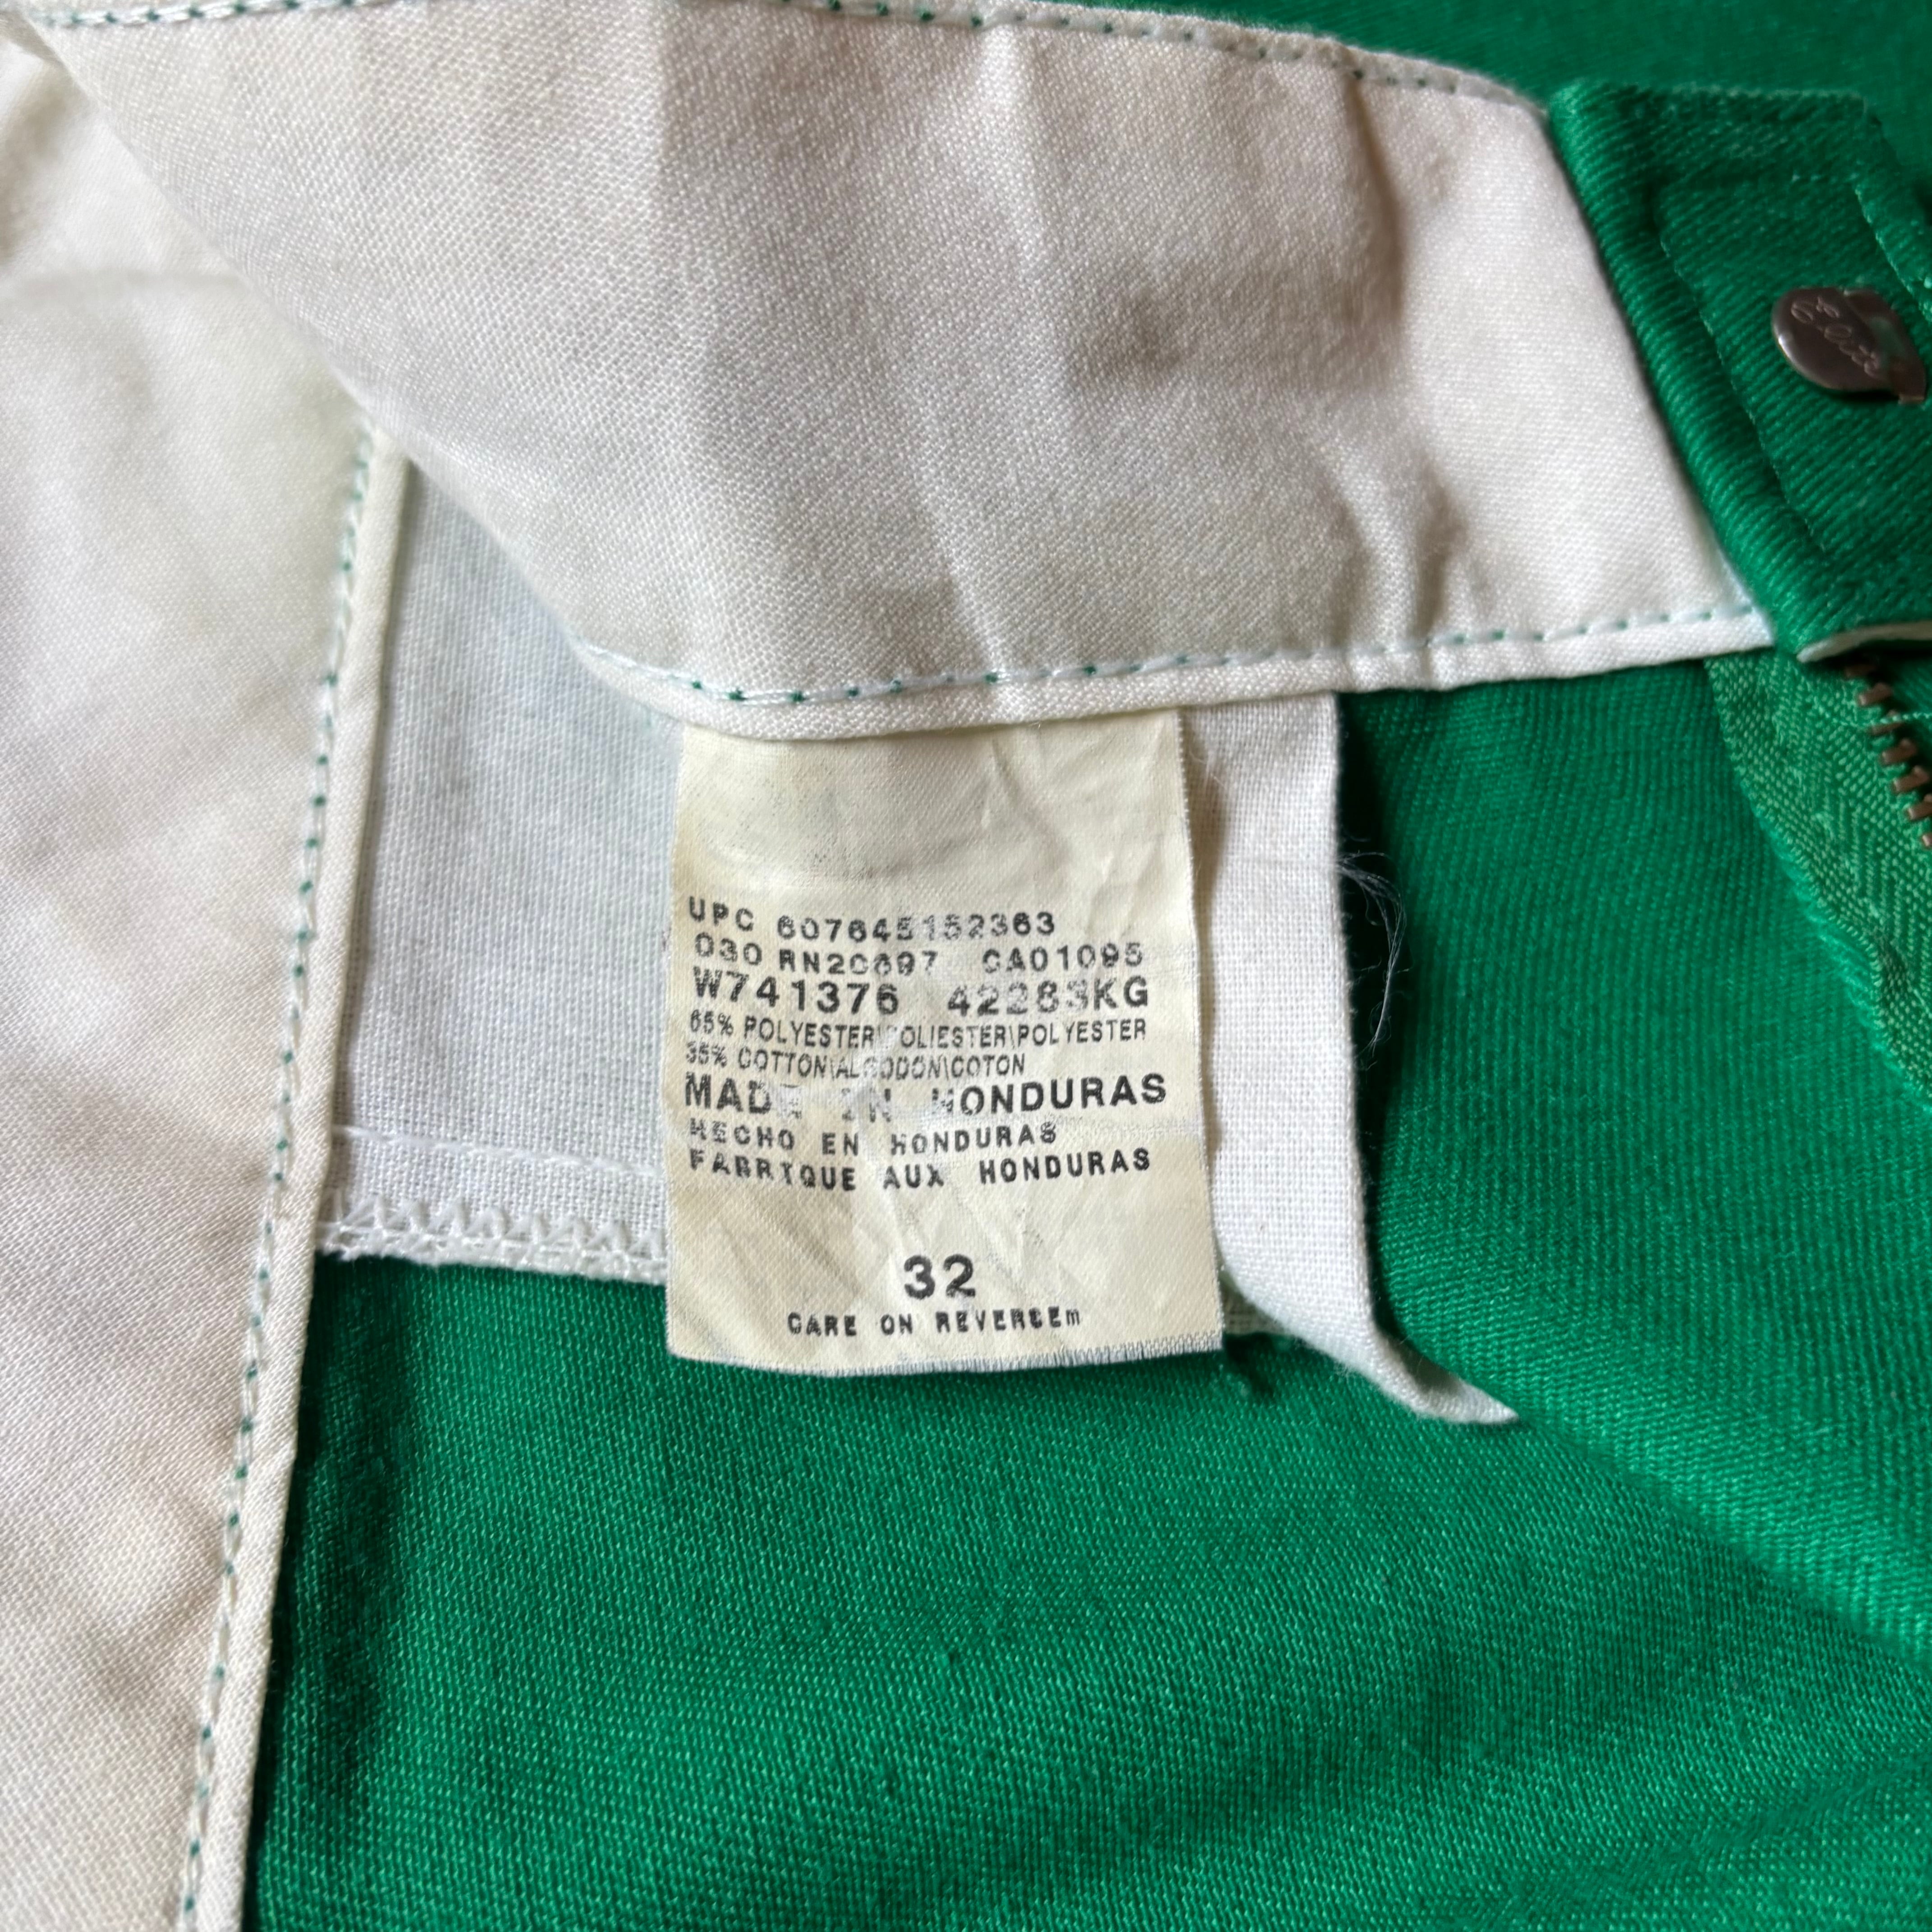 UPC 607645152363
030 RN20697 CA01095
W741376 42283KG
65% POLYESTER\POLIESTER\POLYESTER
35% COTTON\ALGODON\COTON
MADE IN HONDURAS
HECHO EN HONDURAS
FABRIQUE AUX HONDURAS
32
CARE ON REVERSEm